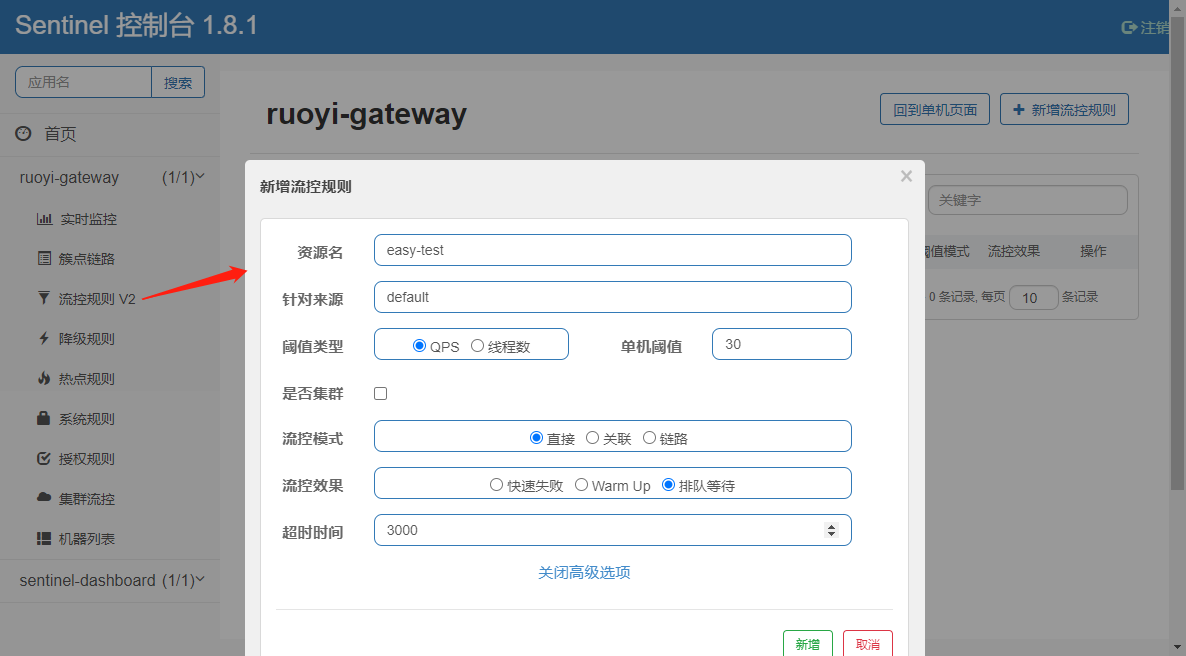 Sentinel 控制台 1.8.1
注销
应用名 搜索
首页
ruoyi-gateway (1/1)
实时监控
簇点链路
流控规则 V2
降级规则
热点规则
系统规则
授权规则
集群流控
机器列表
sentinel-dashboard (1/1)
ruoyi-gateway
回到单机页面
新增流控规则
关键字
阈值模式 流控效果 操作
0 条记录, 每页 10 条记录
新增流控规则
×
资源名 easy-test
针对来源 default
阈值类型 QPS 线程数 单机阈值 30
是否集群
流控模式 直接 关联 链路
流控效果 快速失败 Warm Up 排队等待
超时时间 3000
关闭高级选项
新增 取消